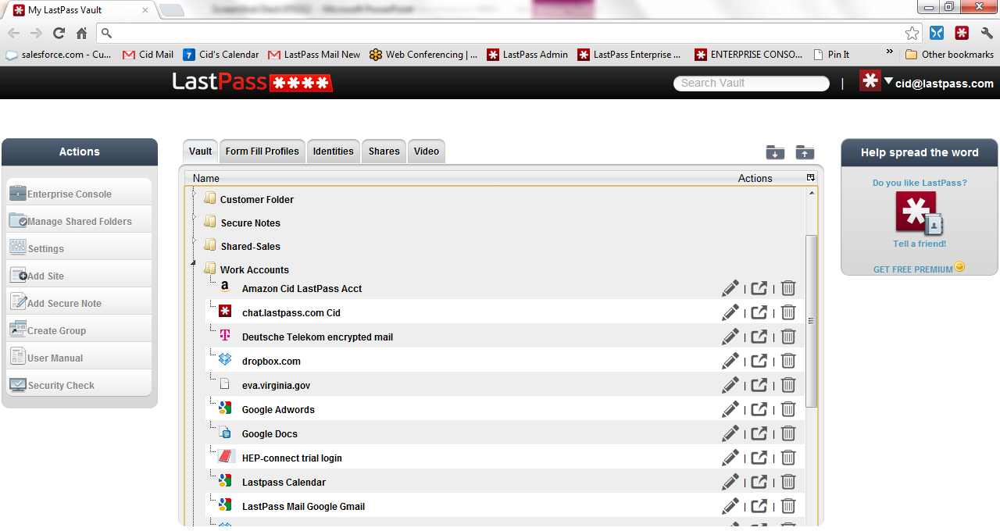 My LastPass Vault
salesforce.com - Cu...
Cid Mail
7 Cid's Calendar
LastPass Mail New
Web Conferencing | ...
LastPass Admin
LastPass Enterprise ...
ENTERPRISE CONSO...
Pin It
»
Other bookmarks
LastPass ****
Search Vault
|
cid@lastpass.com
Actions
Enterprise Console
Manage Shared Folders
Settings
Add Site
Add Secure Note
Create Group
User Manual
Security Check
Vault
Form Fill Profiles
Identities
Shares
Video
Name
Actions
Customer Folder
Secure Notes
Shared-Sales
Work Accounts
Amazon Cid LastPass Acct
chat.lastpass.com Cid
Deutsche Telekom encrypted mail
dropbox.com
eva.virginia.gov
Google Adwords
Google Docs
HEP-connect trial login
Lastpass Calendar
LastPass Mail Google Gmail
Help spread the word
Do you like LastPass?
Tell a friend!
GET FREE PREMIUM